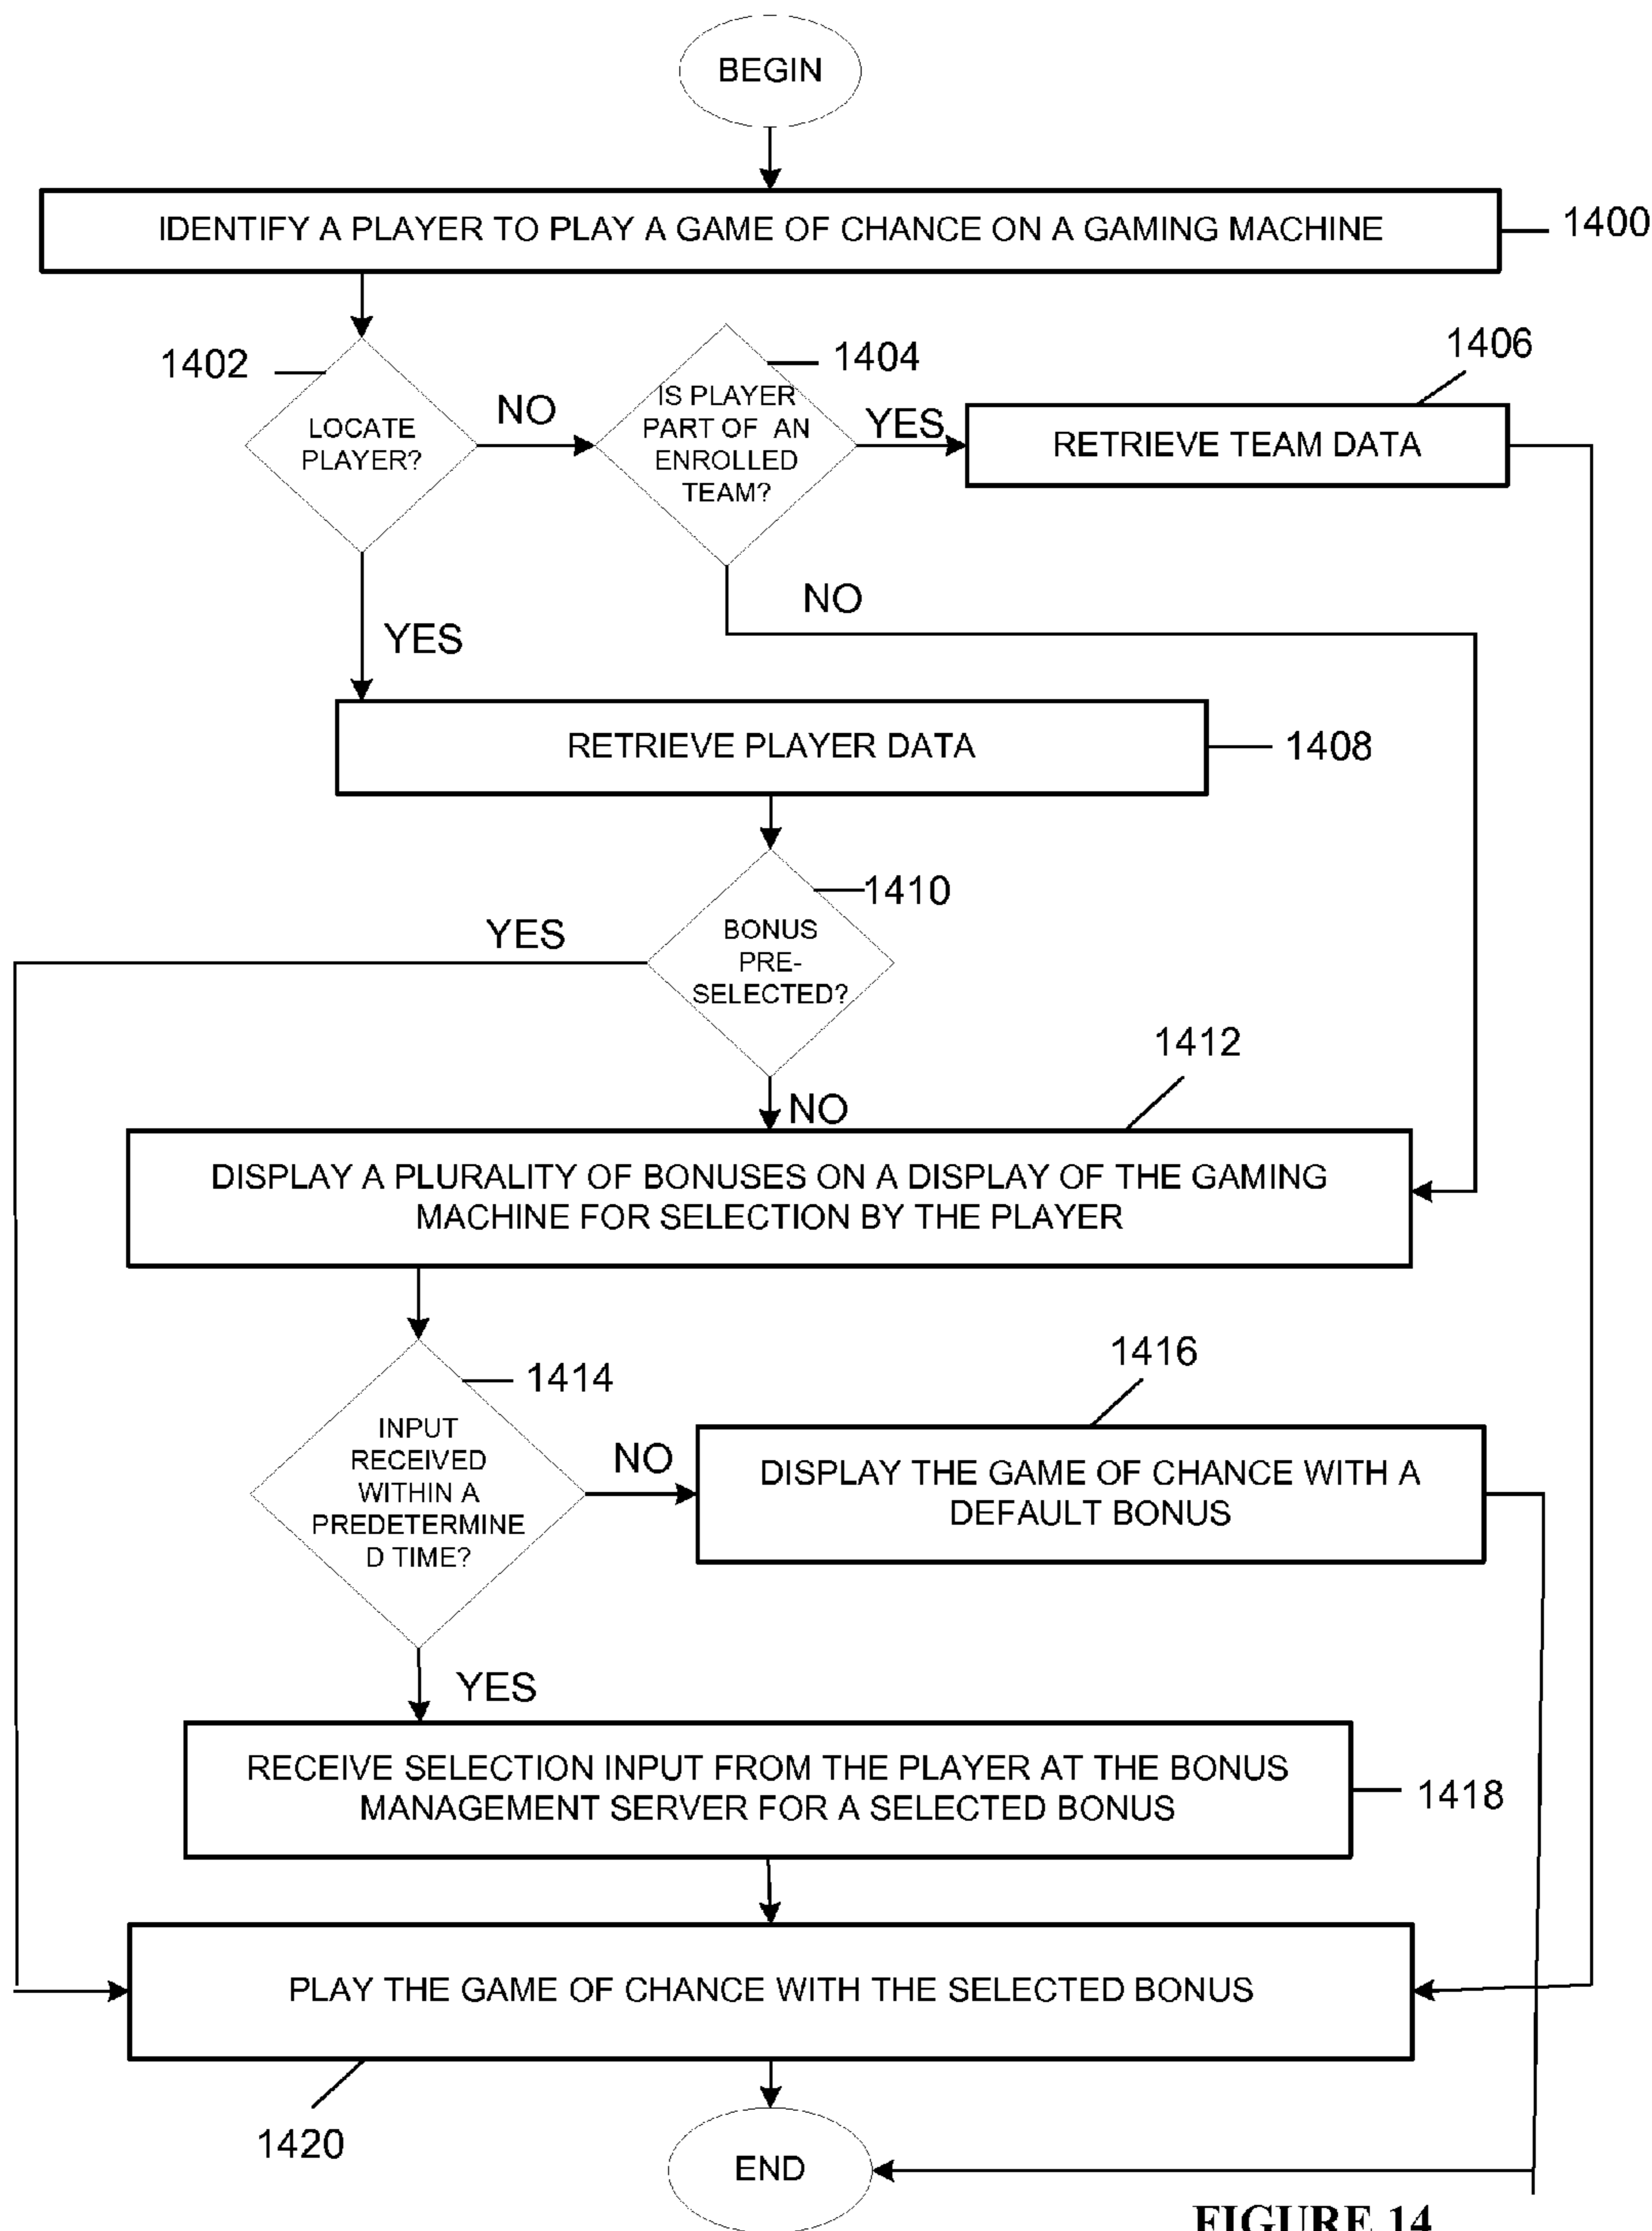 BEGIN
IDENTIFY A PLAYER TO PLAY A GAME OF CHANCE ON A GAMING MACHINE
1400
1402
LOCATE
PLAYER?
NO
1404
IS PLAYER
PART OF AN
ENROLLED
TEAM?
YES
1406
RETRIEVE TEAM DATA
NO
YES
RETRIEVE PLAYER DATA
1408
1410
YES
BONUS
PRE-
SELECTED?
1412
NO
DISPLAY A PLURALITY OF BONUSES ON A DISPLAY OF THE GAMING
MACHINE FOR SELECTION BY THE PLAYER
1414
INPUT
RECEIVED
WITHIN A
PREDETERMINE
D TIME?
NO
1416
DISPLAY THE GAME OF CHANCE WITH A
DEFAULT BONUS
YES
RECEIVE SELECTION INPUT FROM THE PLAYER AT THE BONUS
MANAGEMENT SERVER FOR A SELECTED BONUS
1418
PLAY THE GAME OF CHANCE WITH THE SELECTED BONUS
1420
END
FIGURE 14